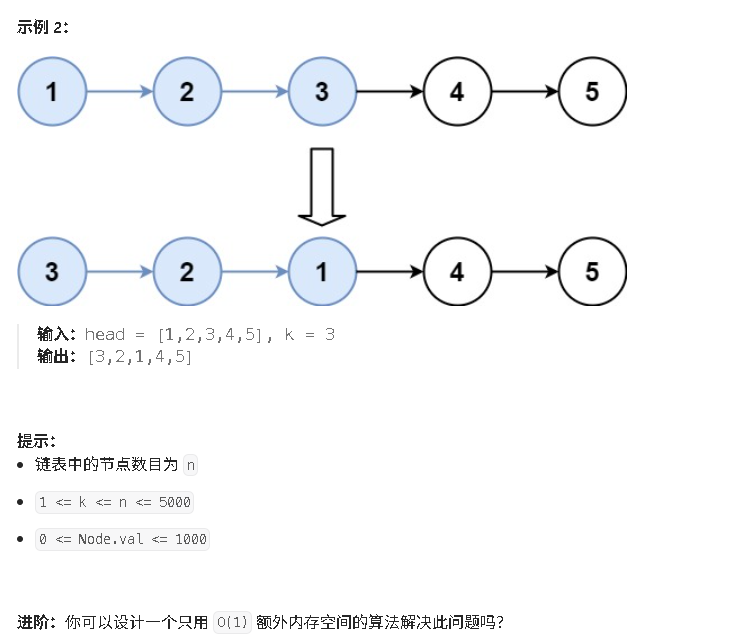 示例 2：
1 2 3 4 5
3 2 1 4 5
输入：head = [1,2,3,4,5], k = 3
输出：[3,2,1,4,5]
提示：
链表中的节点数目为 n
1 <= k <= n <= 5000
0 <= Node.val <= 1000
进阶：你可以设计一个只用 O(1) 额外内存空间的算法解决此问题吗？